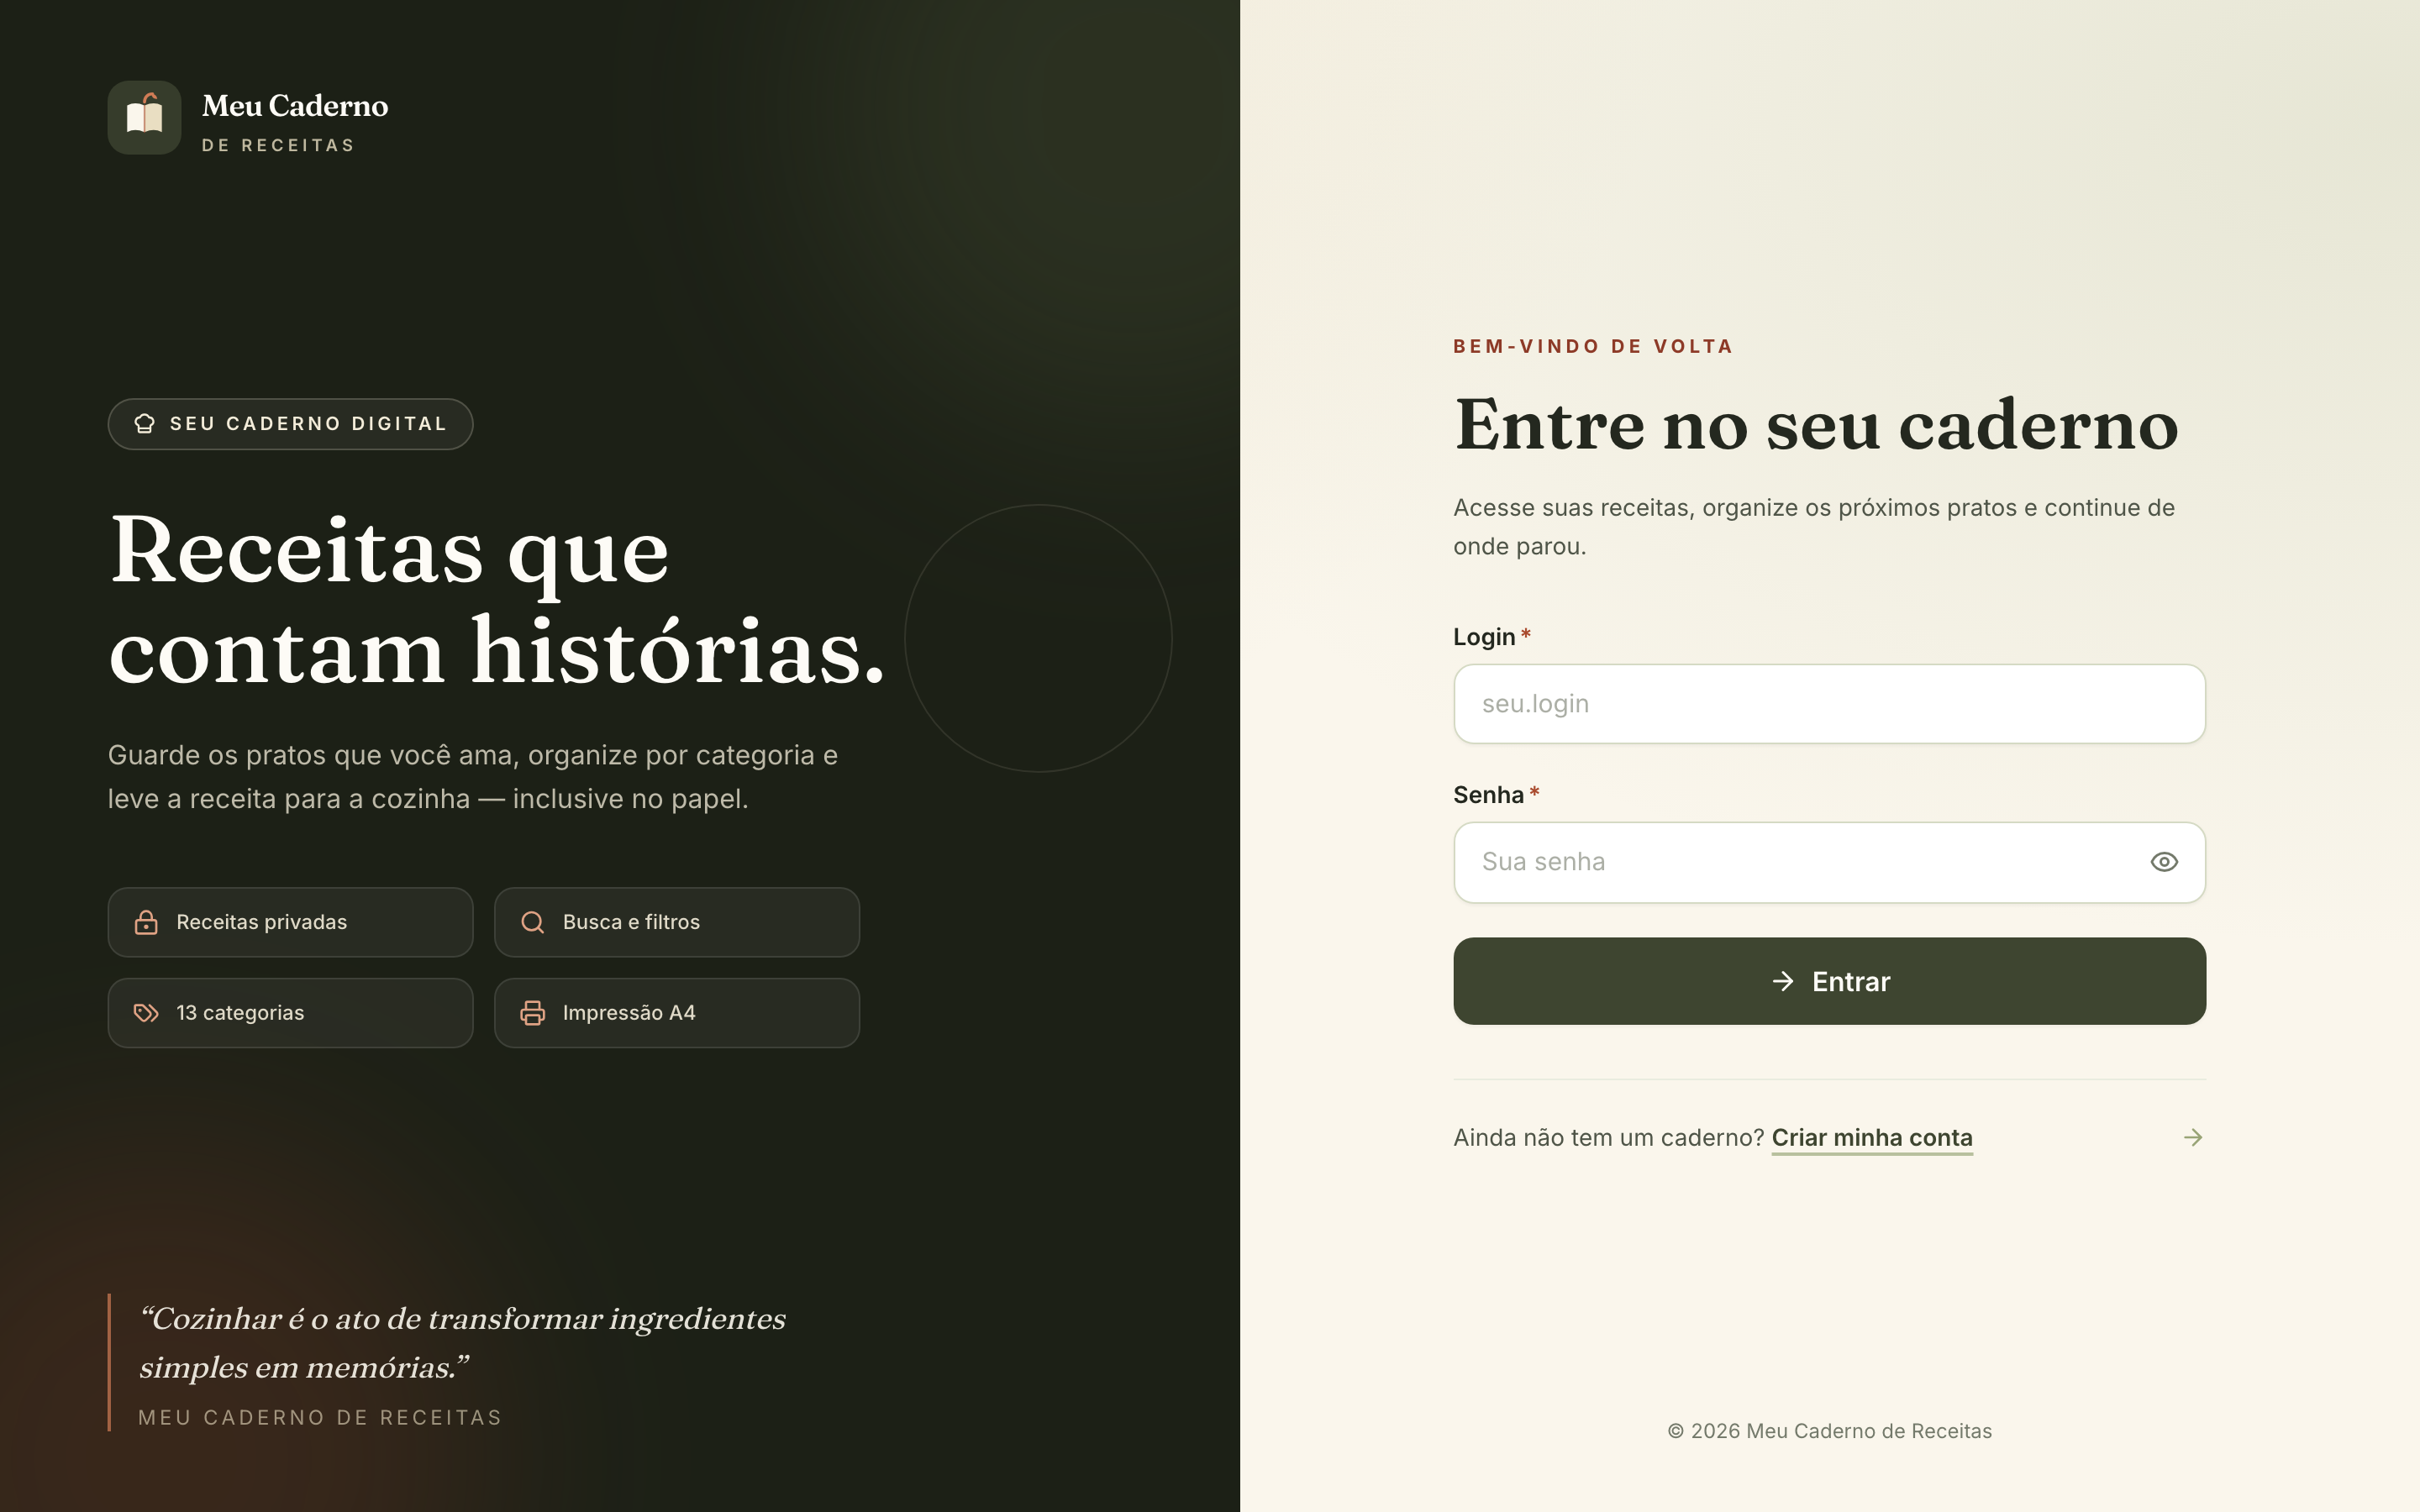 Meu Caderno
DE RECEITAS
SEU CADERNO DIGITAL
Receitas que
contam histórias.
Guarde os pratos que você ama, organize por categoria e
leve a receita para a cozinha — inclusive no papel.
Receitas privadas
Busca e filtros
13 categorias
Impressão A4
“Cozinhar é o ato de transformar ingredientes
simples em memórias.”
MEU CADERNO DE RECEITAS
BEM-VINDO DE VOLTA
Entre no seu caderno
Acesse suas receitas, organize os próximos pratos e continue de
onde parou.
Login *
seu.login
Senha *
Sua senha
Entrar
Ainda não tem um caderno? Criar minha conta
© 2026 Meu Caderno de Receitas